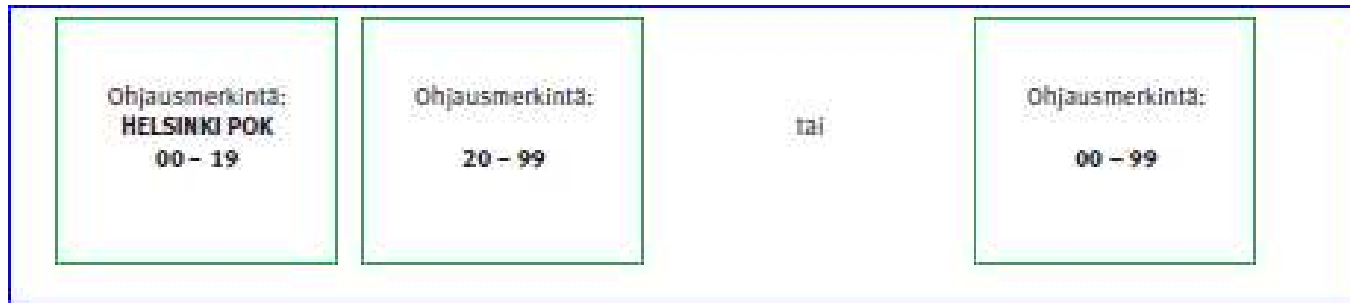 Ohjausmerkintä:
HELSINKI POK
00 – 19
Ohjausmerkintä:
20 – 99
tai
Ohjausmerkintä:
00 – 99